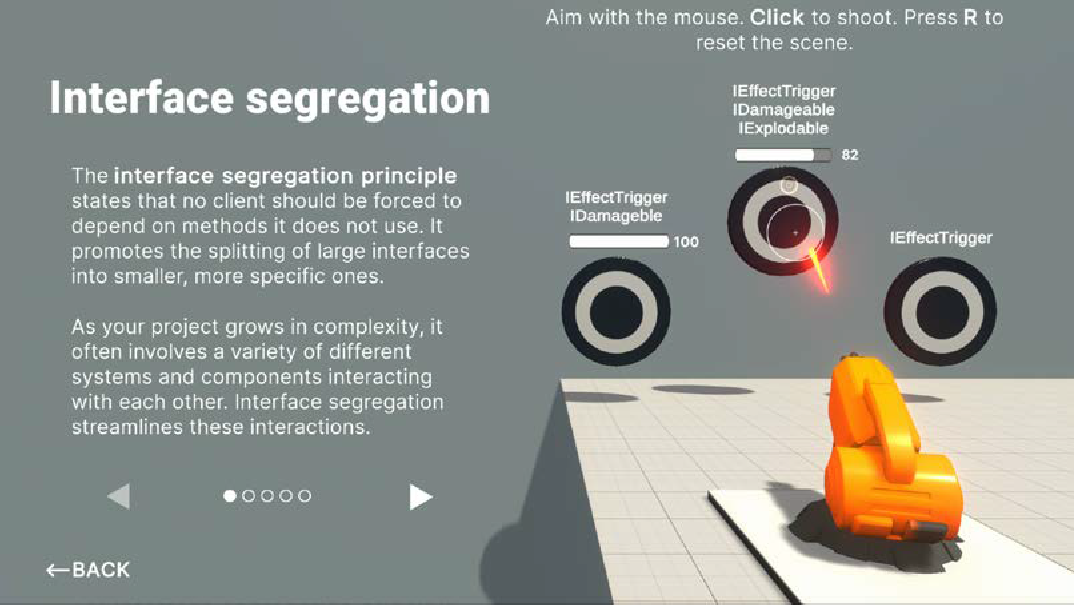 Aim with the mouse. Click to shoot. Press R to
reset the scene.
Interface segregation
The interface segregation principle
states that no client should be forced to
depend on methods it does not use. It
promotes the splitting of large interfaces
into smaller, more specific ones.
As your project grows in complexity, it
often involves a variety of different
systems and components interacting
with each other. Interface segregation
streamlines these interactions.
←BACK
IEffectTrigger
IDamageble
100
IEffectTrigger
IDamageable
IExplodable
82
IEffectTrigger